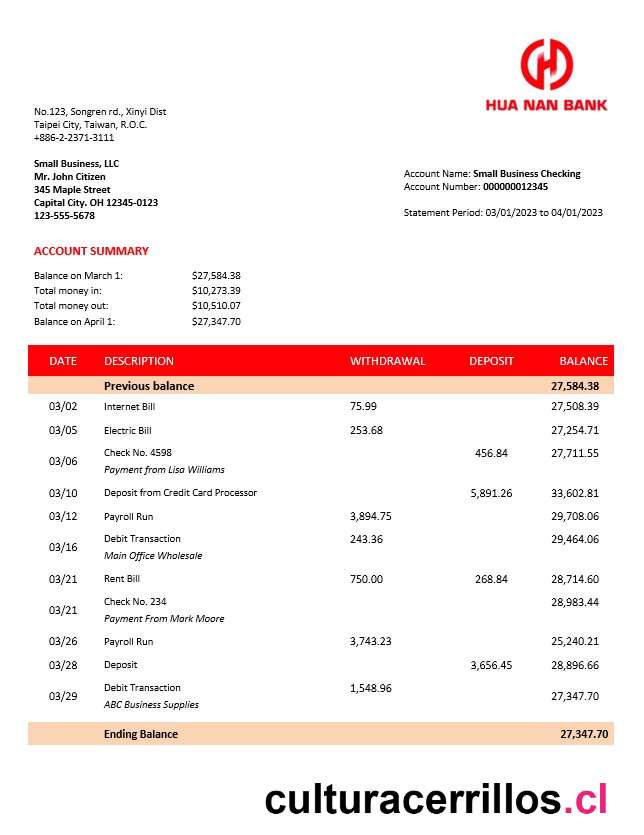 HUA NAN BANK
No.123, Songren rd., Xinyi Dist
Taipei City, Taiwan, R.O.C.
+886-2-2371-3111
Small Business, LLC
Mr. John Citizen
345 Maple Street
Capital City. OH 12345-0123
123-555-5678
Account Name: Small Business Checking
Account Number: 000000012345
Statement Period: 03/01/2023 to 04/01/2023
ACCOUNT SUMMARY
Balance on March 1: $27,584.38
Total money in: $10,273.39
Total money out: $10,510.07
Balance on April 1: $27,347.70
DATE DESCRIPTION WITHDRAWAL DEPOSIT BALANCE
Previous balance 27,584.38
03/02 Internet Bill 75.99 27,508.39
03/05 Electric Bill 253.68 27,254.71
03/06 Check No. 4598 456.84 27,711.55
Payment from Lisa Williams
03/10 Deposit from Credit Card Processor 5,891.26 33,602.81
03/12 Payroll Run 3,894.75 29,708.06
03/16 Debit Transaction 243.36 29,464.06
Main Office Wholesale
03/21 Rent Bill 750.00 268.84 28,714.60
03/21 Check No. 234 28,983.44
Payment From Mark Moore
03/26 Payroll Run 3,743.23 25,240.21
03/28 Deposit 3,656.45 28,896.66
03/29 Debit Transaction 1,548.96 27,347.70
ABC Business Supplies
Ending Balance 27,347.70
culturacerrillos.cl